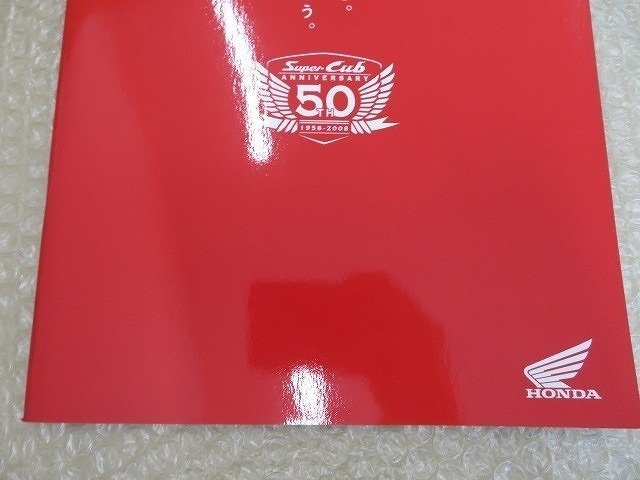 。
う。
Super Cub
ANNIVERSARY
50
TH
1958-2008
HONDA